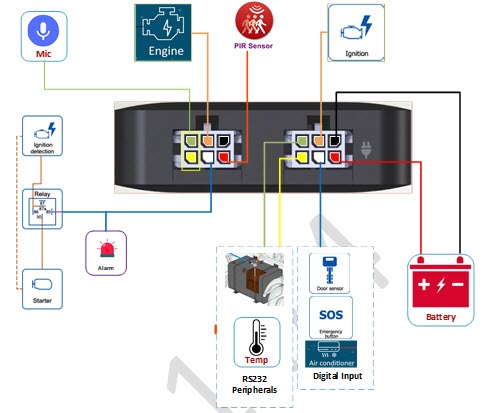 Mic
Engine
PIR Sensor
Ignition
Ignition
detection
Relay
Alarm
Starter
Door sensor
SOS
Emergency
button
Air conditioner
Temp
RS232
Peripherals
Digital Input
Battery